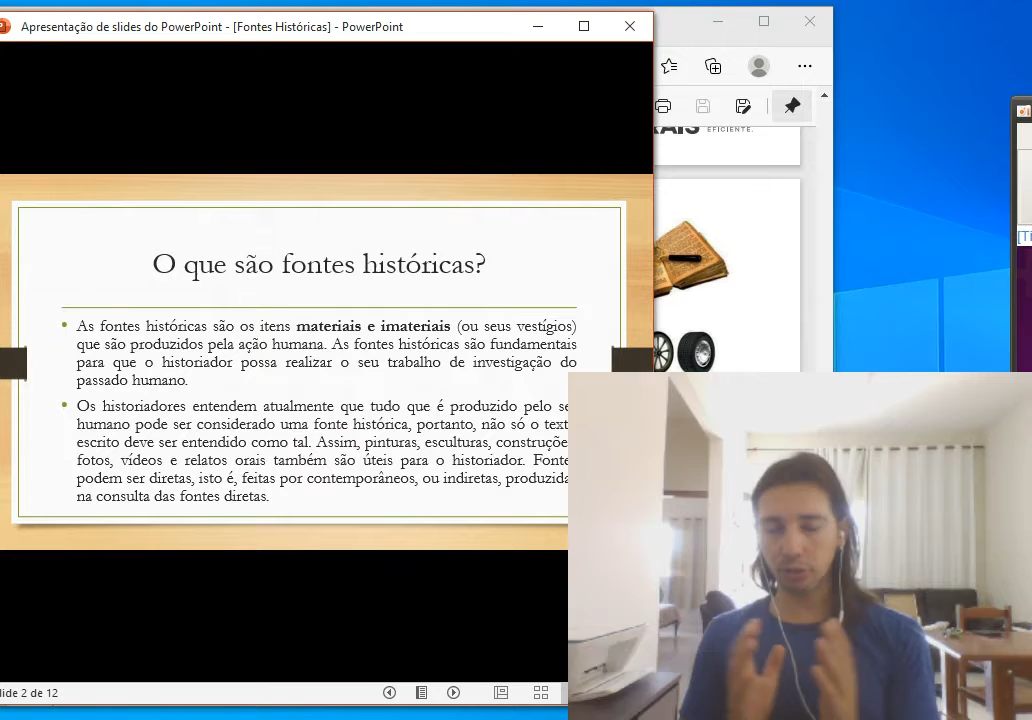 Apresentação de slides do PowerPoint - [Fontes Históricas] - PowerPoint
EFICIENTE.
[Ti
O que são fontes históricas?
• As fontes históricas são os itens materiais e imateriais (ou seus vestígios)
que são produzidos pela ação humana. As fontes históricas são fundamentais
para que o historiador possa realizar o seu trabalho de investigação do
passado humano.
• Os historiadores entendem atualmente que tudo que é produzido pelo se
humano pode ser considerado uma fonte histórica, portanto, não só o text
escrito deve ser entendido como tal. Assim, pinturas, esculturas, construçõe
fotos, vídeos e relatos orais também são úteis para o historiador. Fonte
podem ser diretas, isto é, feitas por contemporâneos, ou indiretas, produzida
na consulta das fontes diretas.
lide 2 de 12